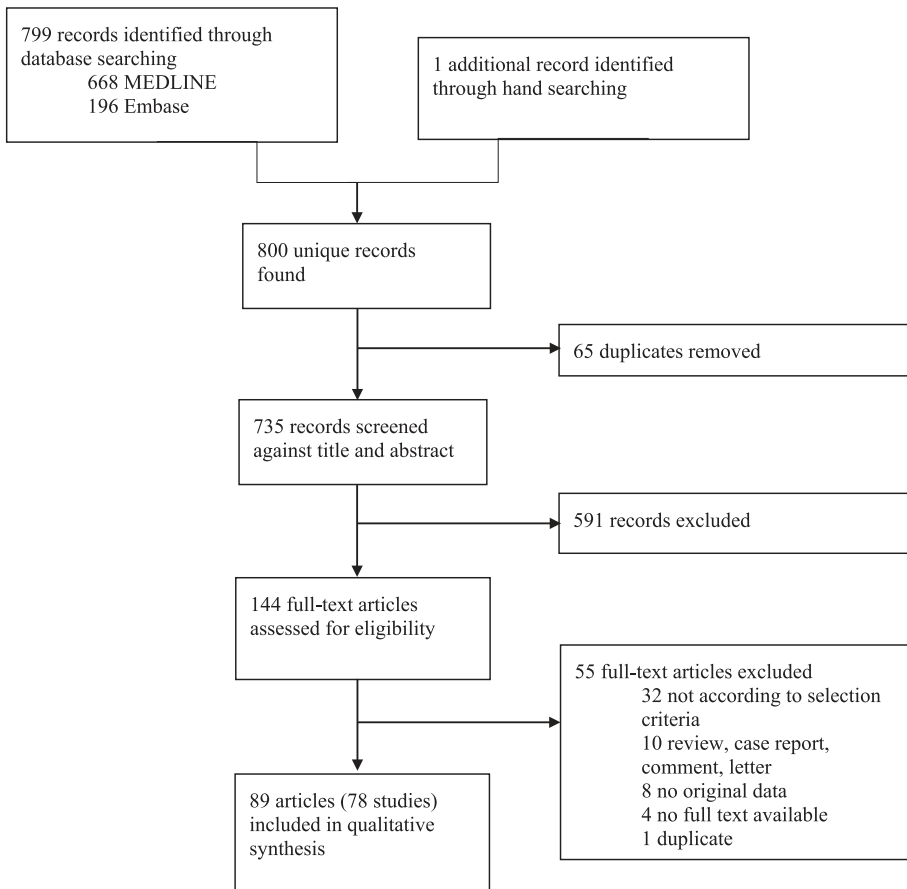 799 records identified through
database searching
668 MEDLINE
196 Embase
1 additional record identified
through hand searching
800 unique records
found
65 duplicates removed
735 records screened
against title and abstract
591 records excluded
144 full-text articles
assessed for eligibility
55 full-text articles excluded
32 not according to selection
criteria
10 review, case report,
comment, letter
8 no original data
4 no full text available
1 duplicate
89 articles (78 studies)
included in qualitative
synthesis